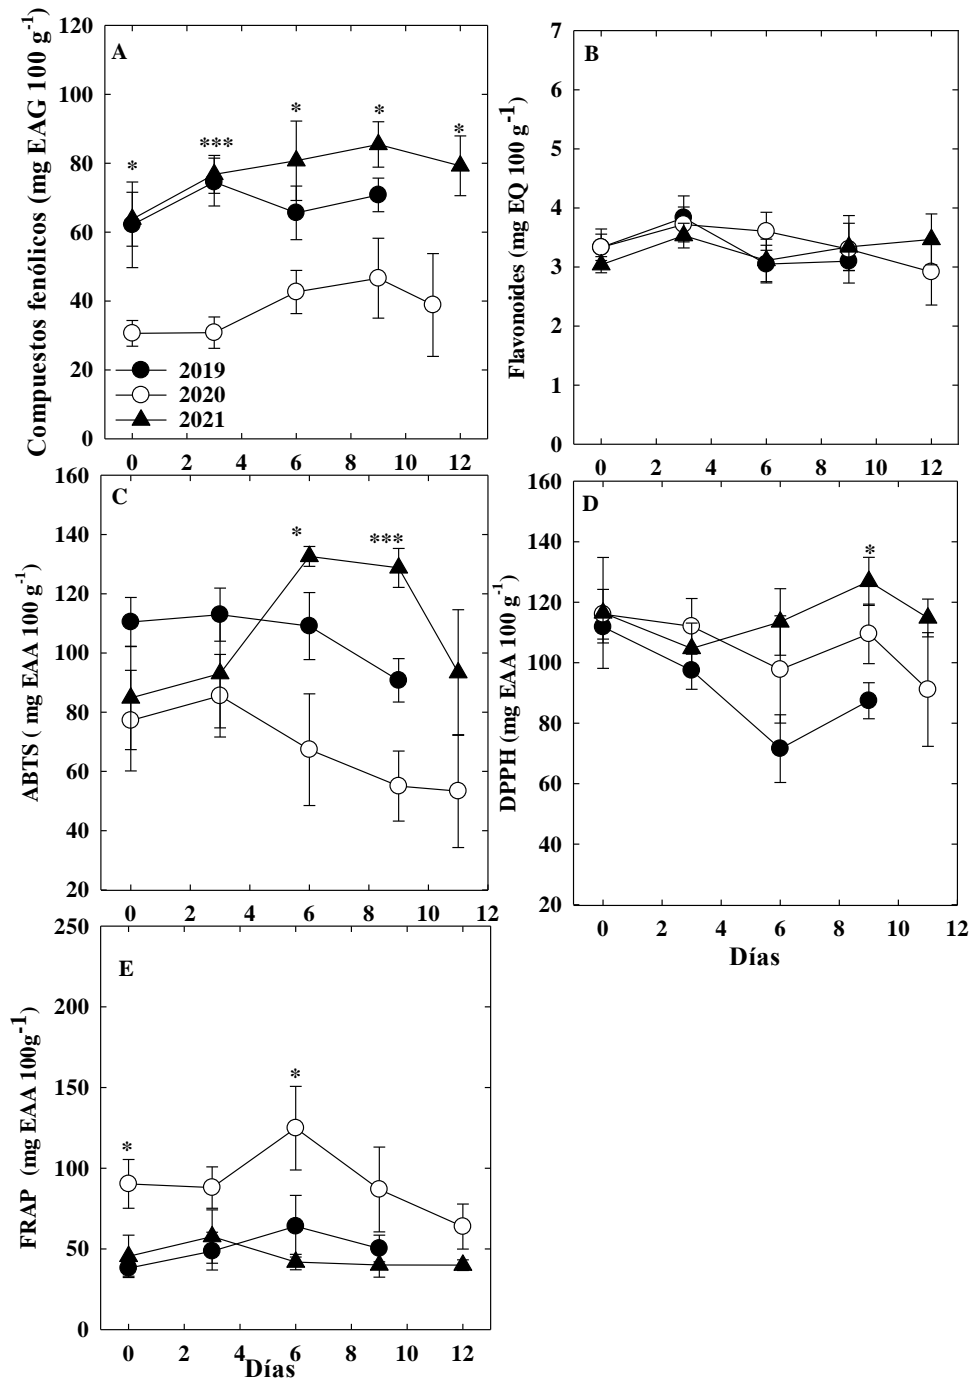 A
Compuestos fenólicos (mg EAG 100 g⁻¹)
120
100
80
60
40
20
0
* *** * * *
2019
2020
2021
0 2 4 6 8 10 12
B
Flavonoides (mg EQ 100 g⁻¹)
7
6
5
4
3
2
1
0
0 2 4 6 8 10 12
C
ABTS ( mg EAA 100 g⁻¹)
160
140
120
100
80
60
40
20
* ***
0 2 4 6 8 10 12
D
DPPH (mg EAA 100 g⁻¹)
160
140
120
100
80
60
40
20
*
0 2 4 6 8 10 12
Días
E
FRAP (mg EAA 100g⁻¹)
250
200
150
100
50
0
* *
0 2 4 6 8 10 12
Días